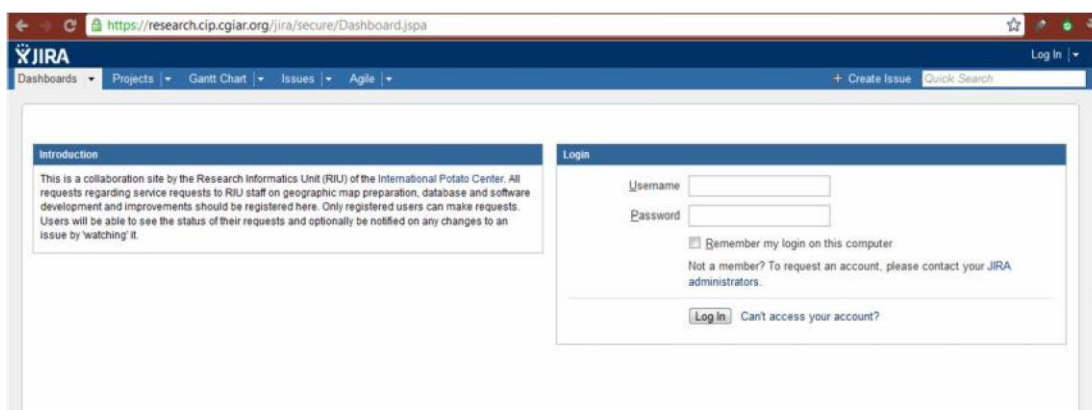 https://research.cip.cgiar.org/jira/secure/Dashboard.jspa
JIRA
Log In
Dashboards Projects Gantt Chart Issues Agile + Create Issue Quick Search
Introduction
This is a collaboration site by the Research Informatics Unit (RIU) of the International Potato Center. All
requests regarding service requests to RIU staff on geographic map preparation, database and software
development and improvements should be registered here. Only registered users can make requests.
Users will be able to see the status of their requests and optionally be notified on any changes to an
issue by 'watching' it.
Login
Username
Password
Remember my login on this computer
Not a member? To request an account, please contact your JIRA
administrators.
Log In Can't access your account?